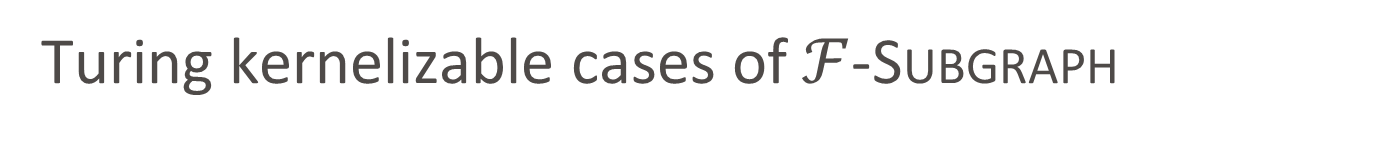 Turing kernelizable cases of ℱ-SUBGRAPH